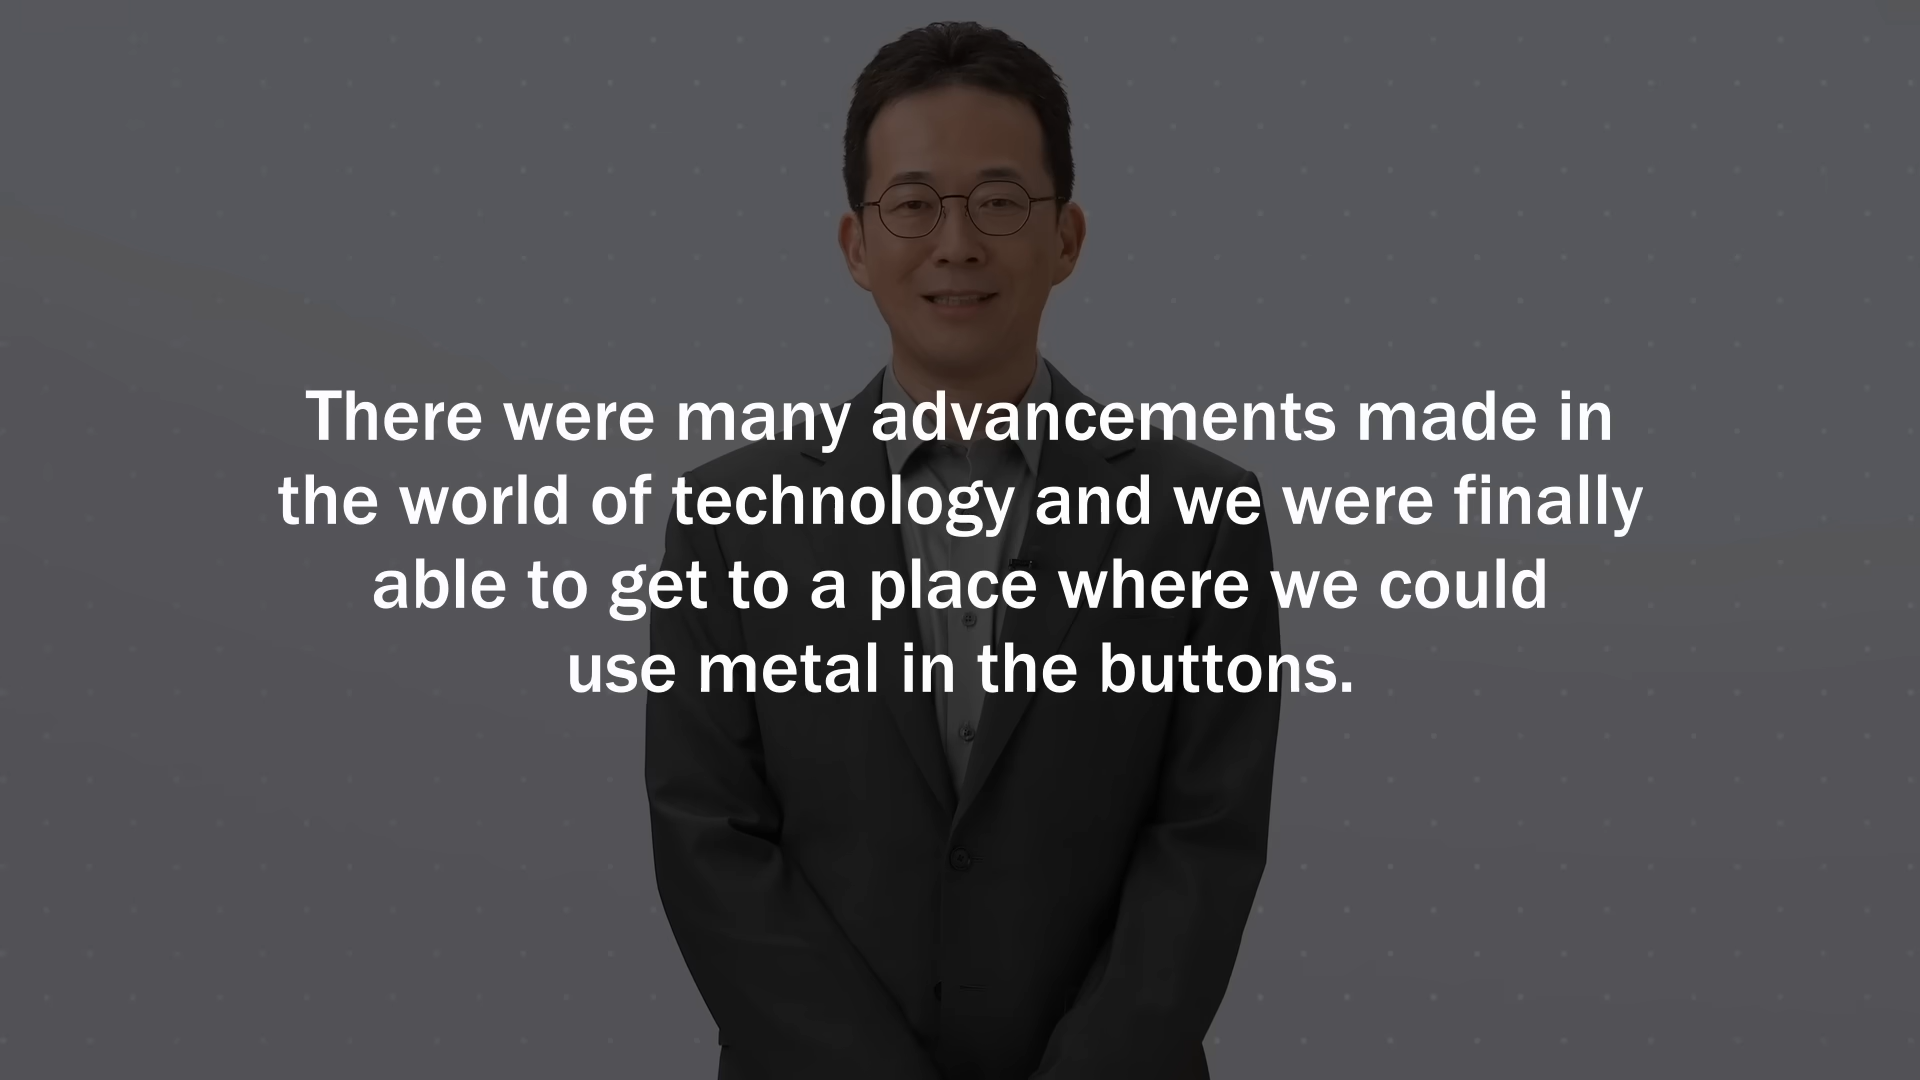 There were many advancements made in
the world of technology and we were finally
able to get to a place where we could
use metal in the buttons.